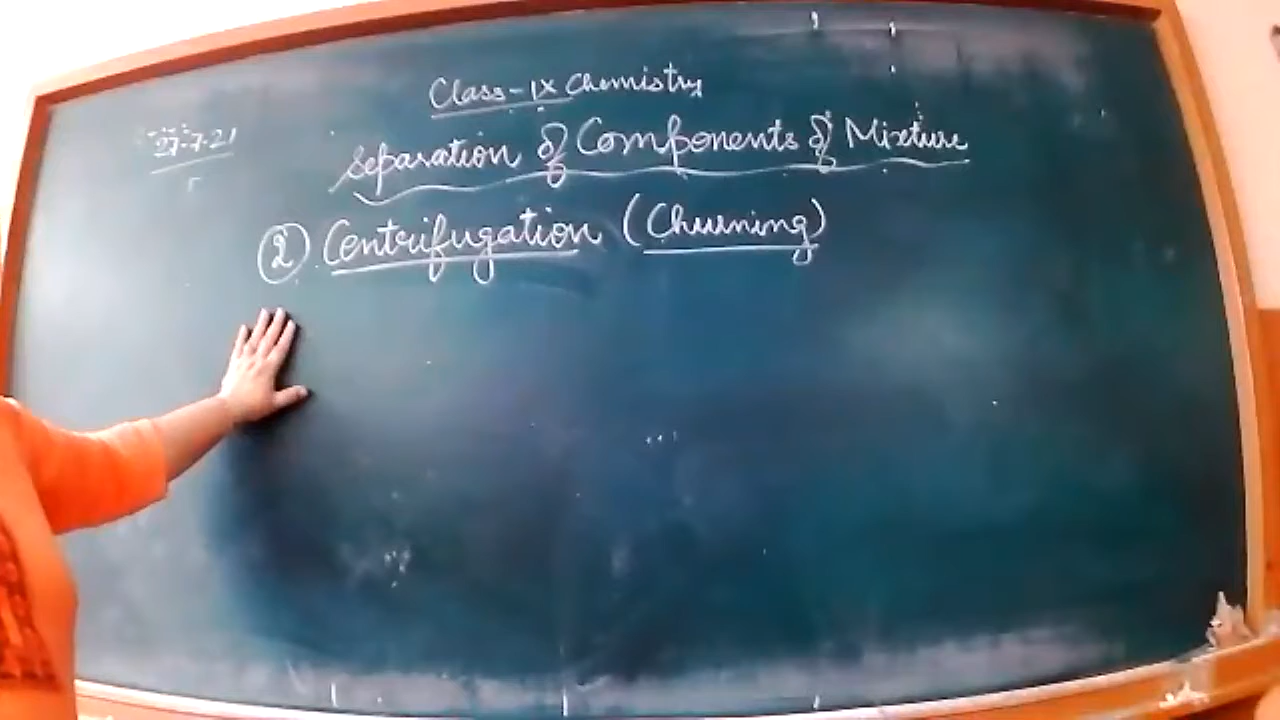 Class-IX Chemistry
27-7-21
Separation of Components of Mixture
2 Centrifugation (Churning)